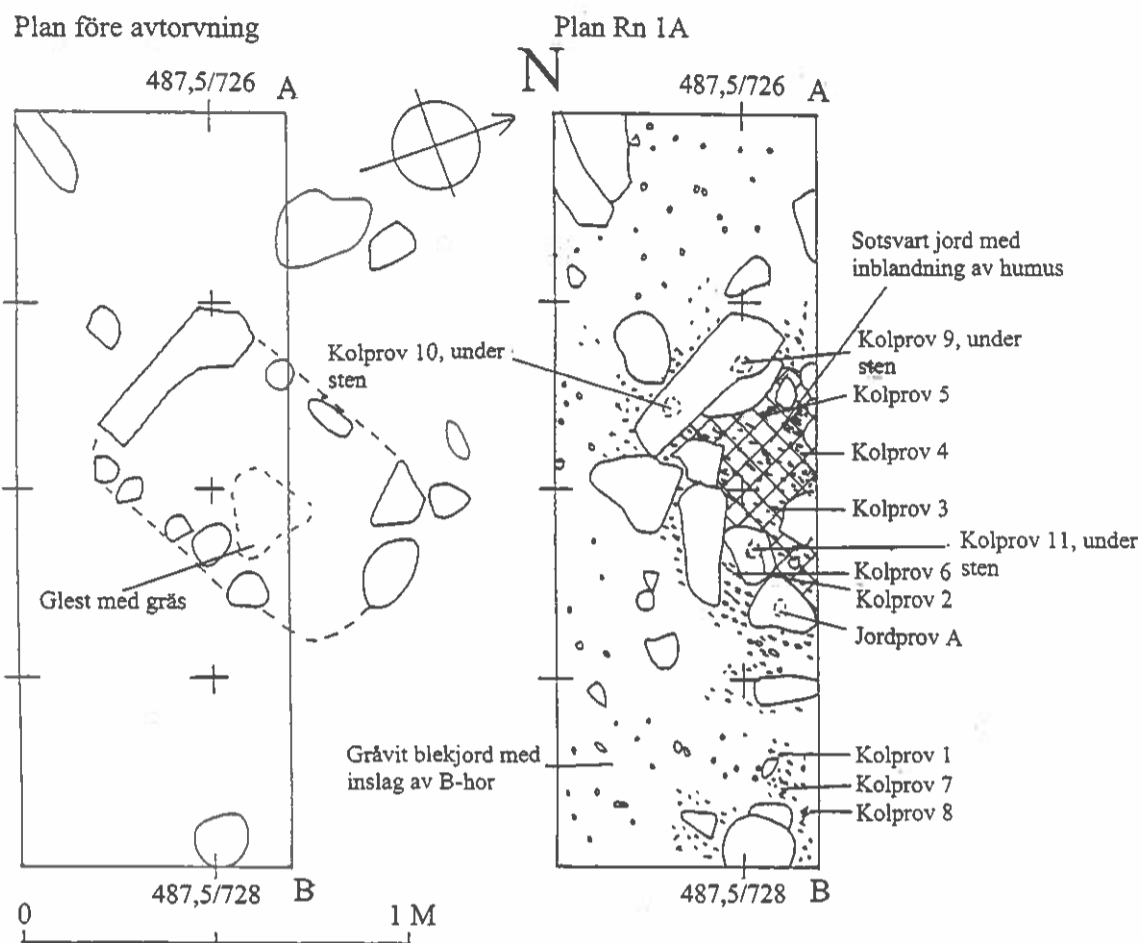 Plan före avtorvning
Plan Rn 1A
N
487,5/726
A
487,5/726
A
Sotsvart jord med
inblandning av humus
Kolprov 10, under
sten
Kolprov 9, under
sten
Kolprov 5
Kolprov 4
Kolprov 3
Kolprov 11, under
sten
Kolprov 6
Kolprov 2
Jordprov A
Glest med gräs
Gråvit blekjord med
inslag av B-hor
Kolprov 1
Kolprov 7
Kolprov 8
487,5/728
B
487,5/728
B
0
1 M